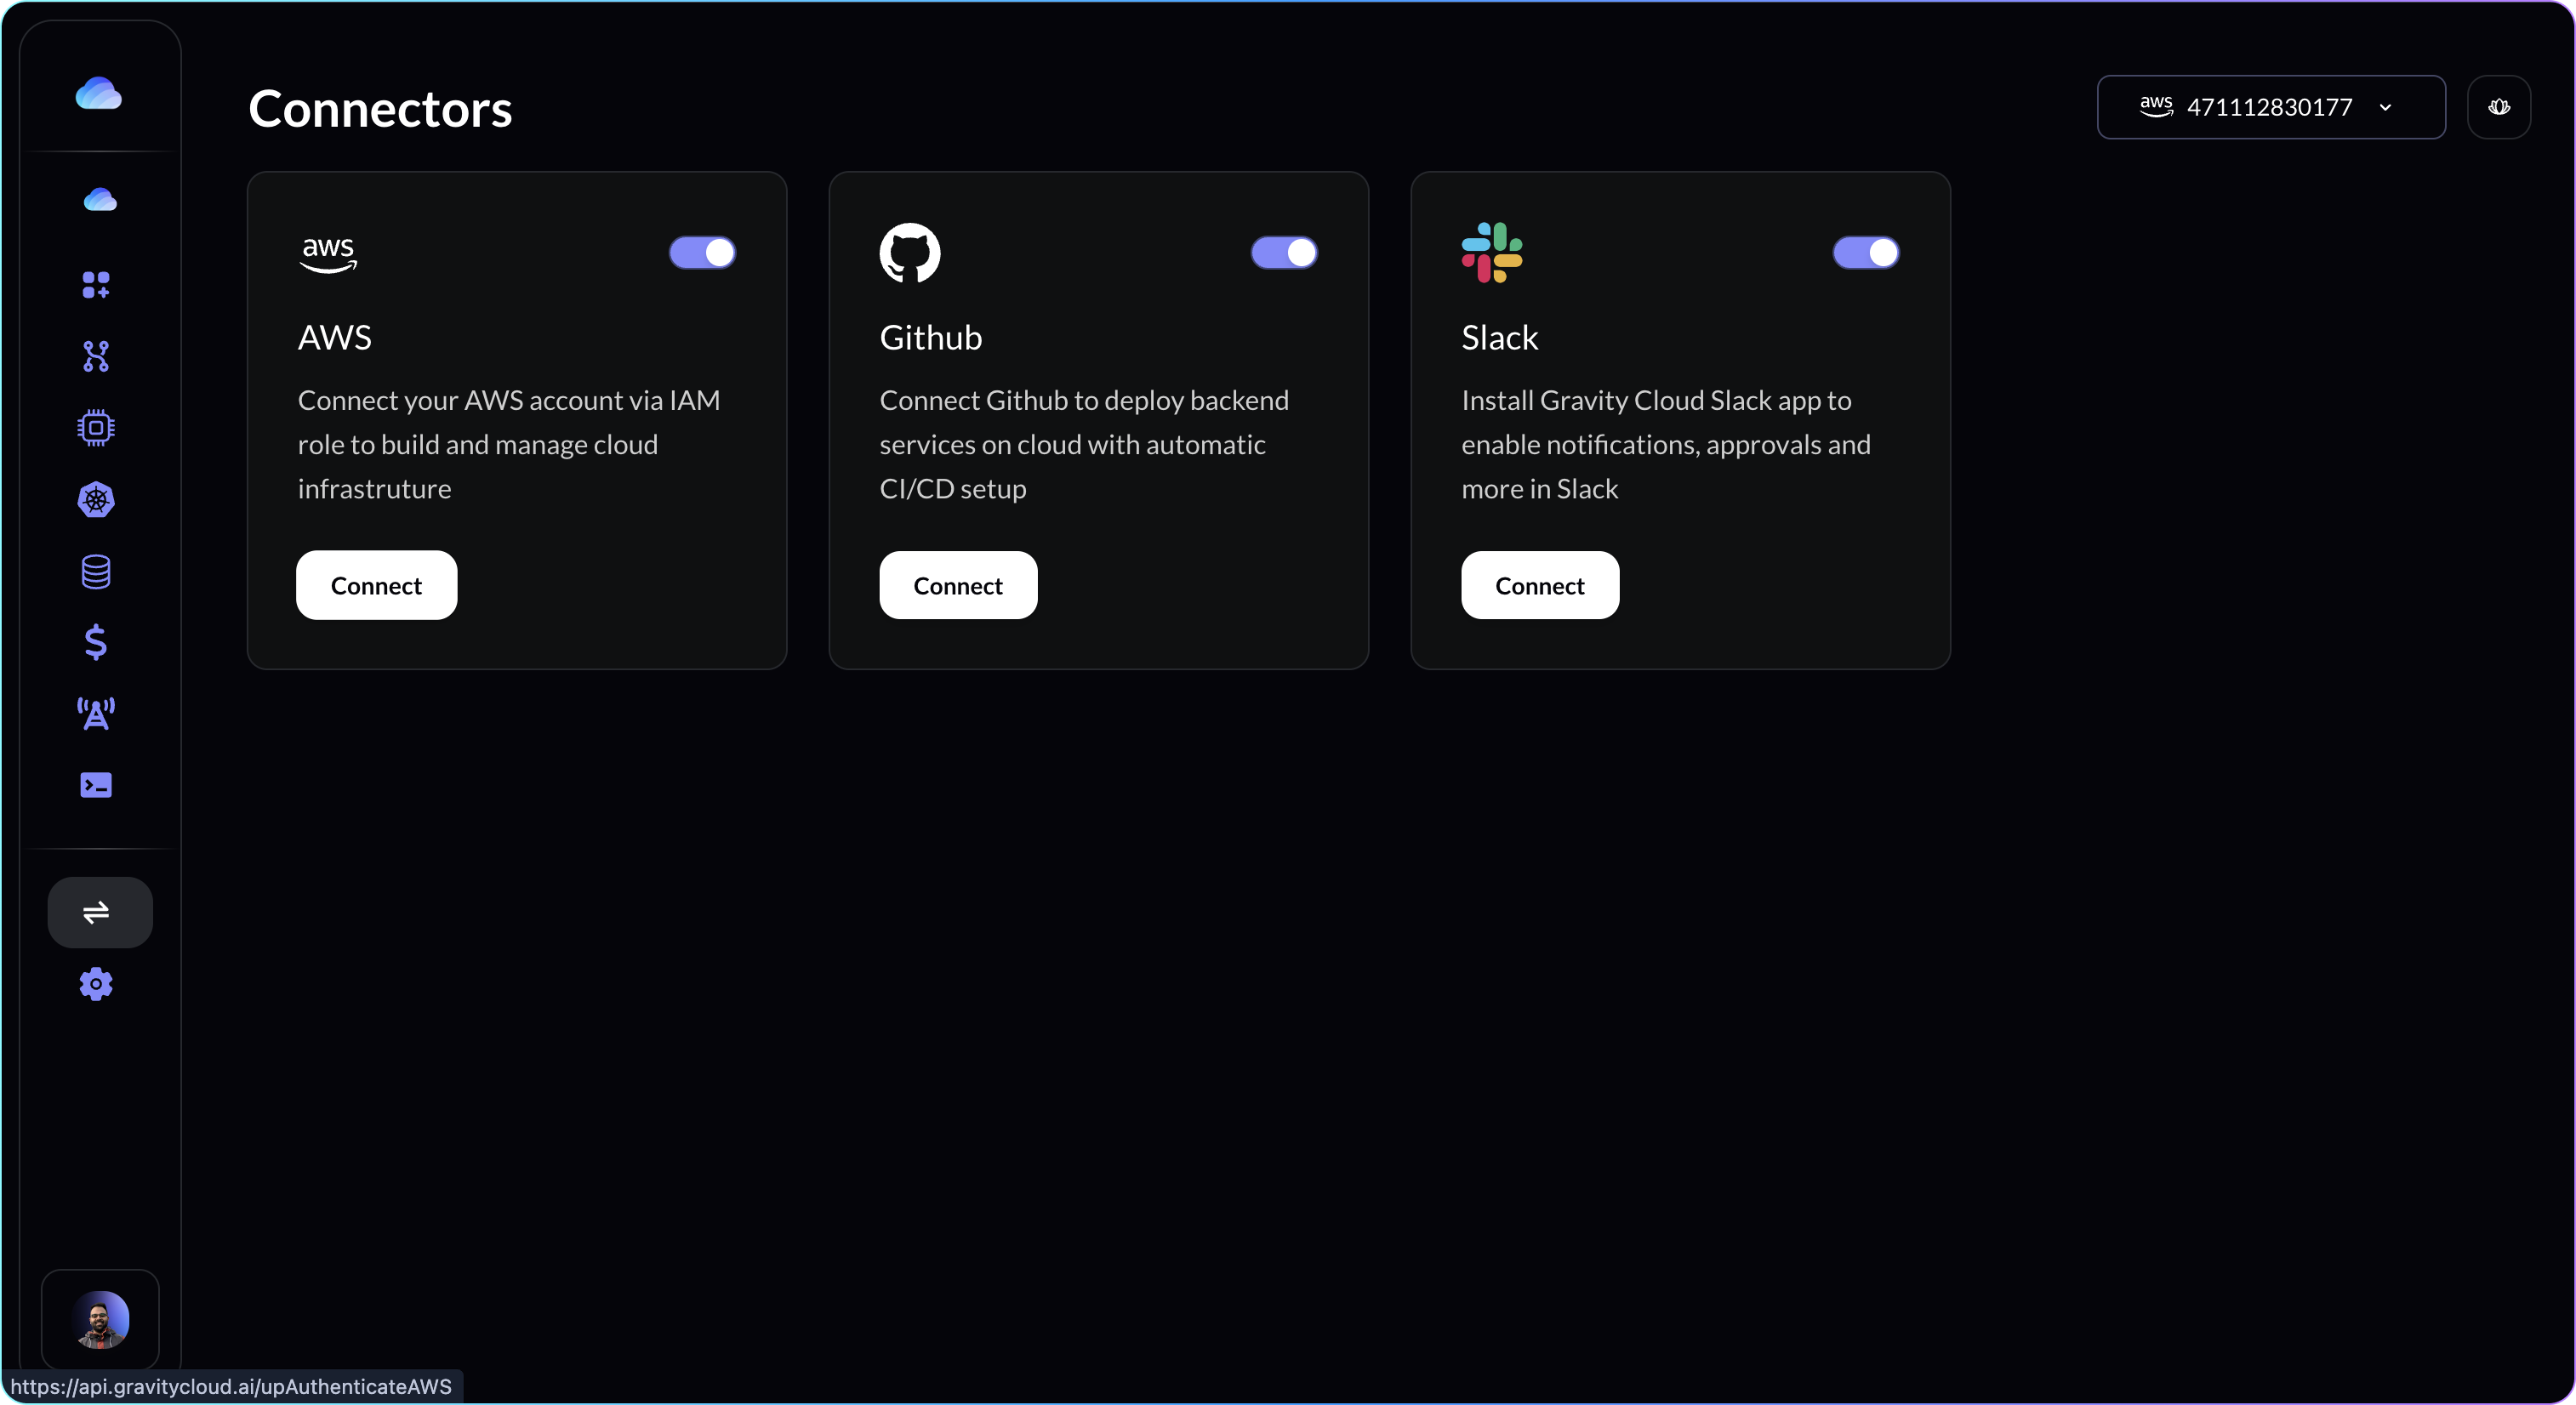 Connectors
aws 471112830177
aws
AWS
Connect your AWS account via IAM
role to build and manage cloud
infrastruture
Connect
Github
Connect Github to deploy backend
services on cloud with automatic
CI/CD setup
Connect
Slack
Install Gravity Cloud Slack app to
enable notifications, approvals and
more in Slack
Connect
https://api.gravitycloud.ai/upAuthenticateAWS